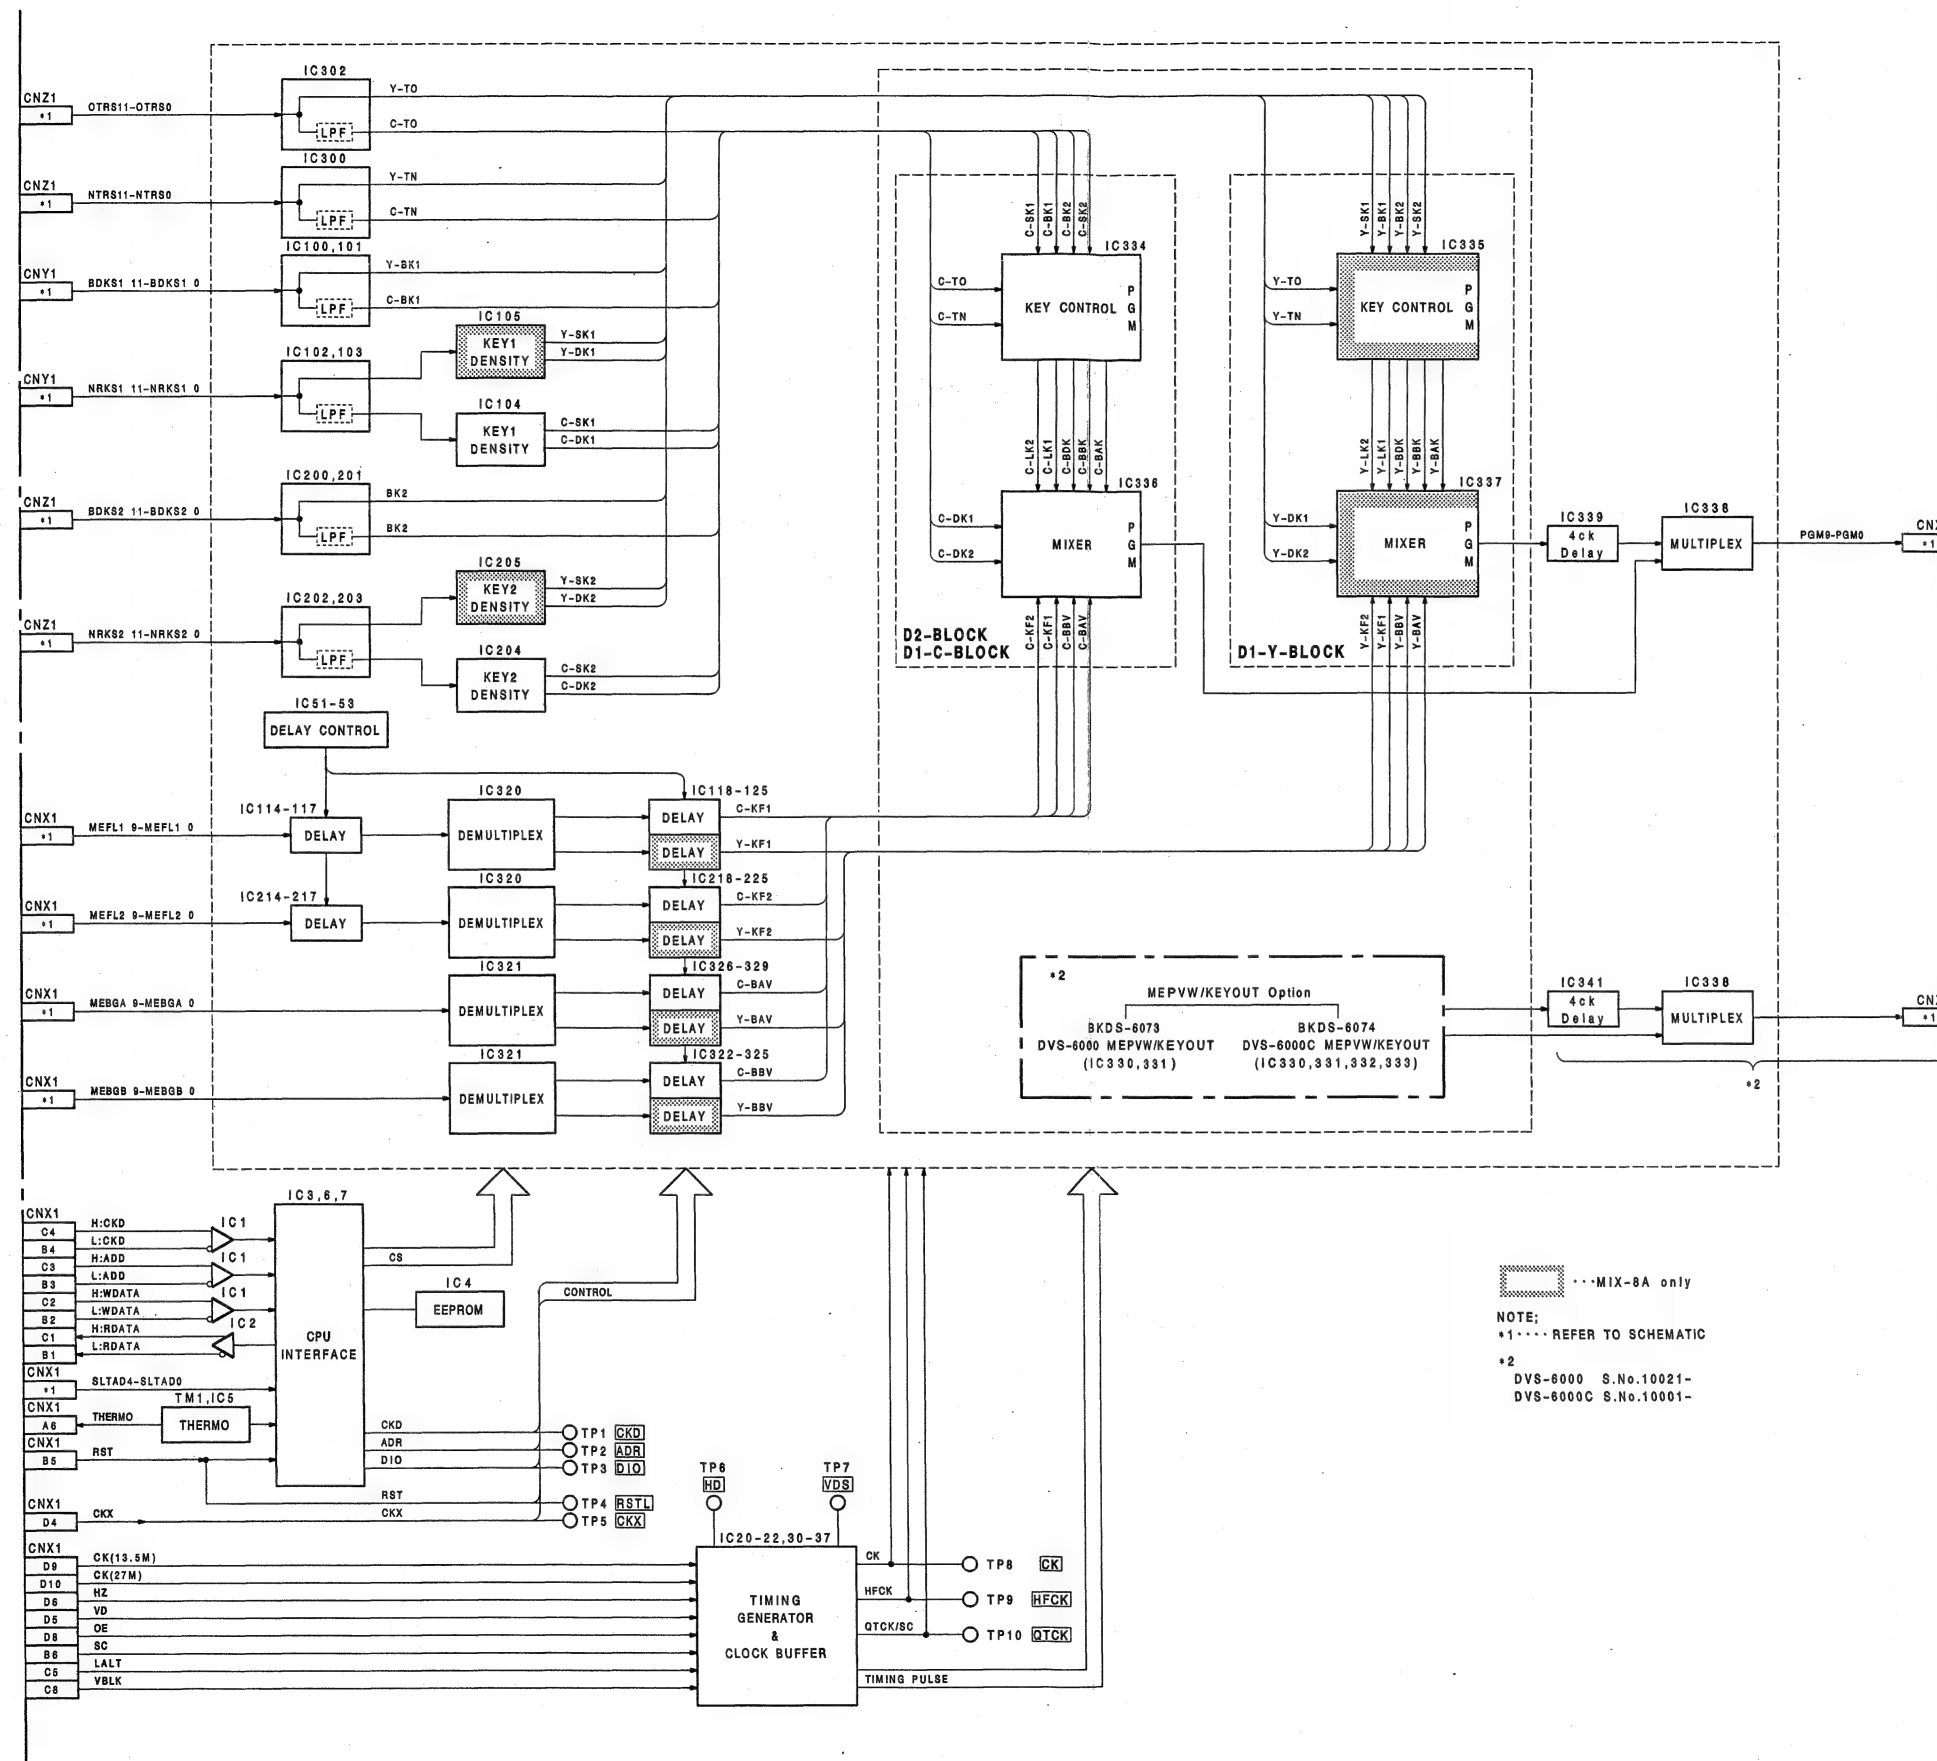 IC302
CNZ1
*1
OTRS11-OTRS0
LPF
Y-TO
C-TO
IC300
CNZ1
*1
NTRS11-NTRS0
LPF
Y-TN
C-TN
IC100,101
CNY1
*1
BDKS1 11-BDKS1 0
LPF
Y-BK1
C-BK1
IC105
KEY1
DENSITY
Y-SK1
Y-DK1
IC102,103
CNY1
*1
NRKS1 11-NRKS1 0
LPF
IC104
KEY1
DENSITY
C-SK1
C-DK1
IC200,201
CNZ1
*1
BDKS2 11-BDKS2 0
LPF
BK2
BK2
IC205
KEY2
DENSITY
Y-SK2
Y-DK2
IC202,203
CNZ1
*1
NRKS2 11-NRKS2 0
LPF
IC204
KEY2
DENSITY
C-SK2
C-DK2
C-SK1
C-BK1
C-BK2
C-SK2
IC334
C-TO
C-TN
KEY CONTROL
P
G
M
C-LK2
C-LK1
C-BDK
C-BBK
C-BAK
IC336
C-DK1
C-DK2
MIXER
P
G
M
D2-BLOCK
D1-C-BLOCK
C-KF2
C-KF1
C-BBV
C-BAV
Y-SK1
Y-BK1
Y-BK2
Y-SK2
IC335
Y-TO
Y-TN
KEY CONTROL
P
G
M
Y-LK2
Y-LK1
Y-BDK
Y-BBK
Y-BAK
IC337
Y-DK1
Y-DK2
MIXER
P
G
M
D1-Y-BLOCK
Y-KF2
Y-KF1
Y-BBV
Y-BAV
IC339
4ck
Delay
IC338
MULTIPLEX
PGM9-PGM0
CNX
*1
IC51-53
DELAY CONTROL
IC114-117
CNX1
*1
MEFL1 9-MEFL1 0
DELAY
IC320
DEMULTIPLEX
IC118-125
DELAY
DELAY
C-KF1
Y-KF1
IC214-217
CNX1
*1
MEFL2 9-MEFL2 0
DELAY
IC320
DEMULTIPLEX
IC218-225
DELAY
DELAY
C-KF2
Y-KF2
CNX1
*1
MEBGA 9-MEBGA 0
IC321
DEMULTIPLEX
IC326-329
DELAY
DELAY
C-BAV
Y-BAV
CNX1
*1
MEBGB 9-MEBGB 0
IC321
DEMULTIPLEX
IC322-325
DELAY
DELAY
C-BBV
Y-BBV
*2
MEPVW/KEYOUT Option
BKDS-6073
DVS-6000 MEPVW/KEYOUT
(IC330,331)
BKDS-6074
DVS-6000C MEPVW/KEYOUT
(IC330,331,332,333)
IC341
4ck
Delay
IC338
MULTIPLEX
CNX
*1
*2
IC3,6,7
CPU
INTERFACE
CNX1
C4 H:CKD
B4 L:CKD
IC1
C3 H:ADD
B3 L:ADD
IC1
C2 H:WDATA
B2 L:WDATA
IC1
C1 H:RDATA
B1 L:RDATA
IC2
CNX1
*1
SLTAD4-SLTAD0
CNX1
A6
THERMO
TM1,IC5
THERMO
CNX1
B5
RST
CNX1
D4
CKX
CS
IC4
EEPROM
CONTROL
CKD
TP1 CKD
ADR
TP2 ADR
DIO
TP3 DIO
RST
TP4 RSTL
CKX
TP5 CKX
CNX1
D9 CK(13.5M)
D10 CK(27M)
D6 HZ
D5 VD
D8 OE
B6 SC
C5 LALT
C8 VBLK
TP6
HD
TP7
VDS
IC20-22,30-37
TIMING
GENERATOR
&
CLOCK BUFFER
CK
TP8 CK
HFCK
TP9 HFCK
QTCK/SC
TP10 QTCK
TIMING PULSE
···MIX-8A only
NOTE;
*1···· REFER TO SCHEMATIC
*2
DVS-6000 S.No.10021-
DVS-6000C S.No.10001-